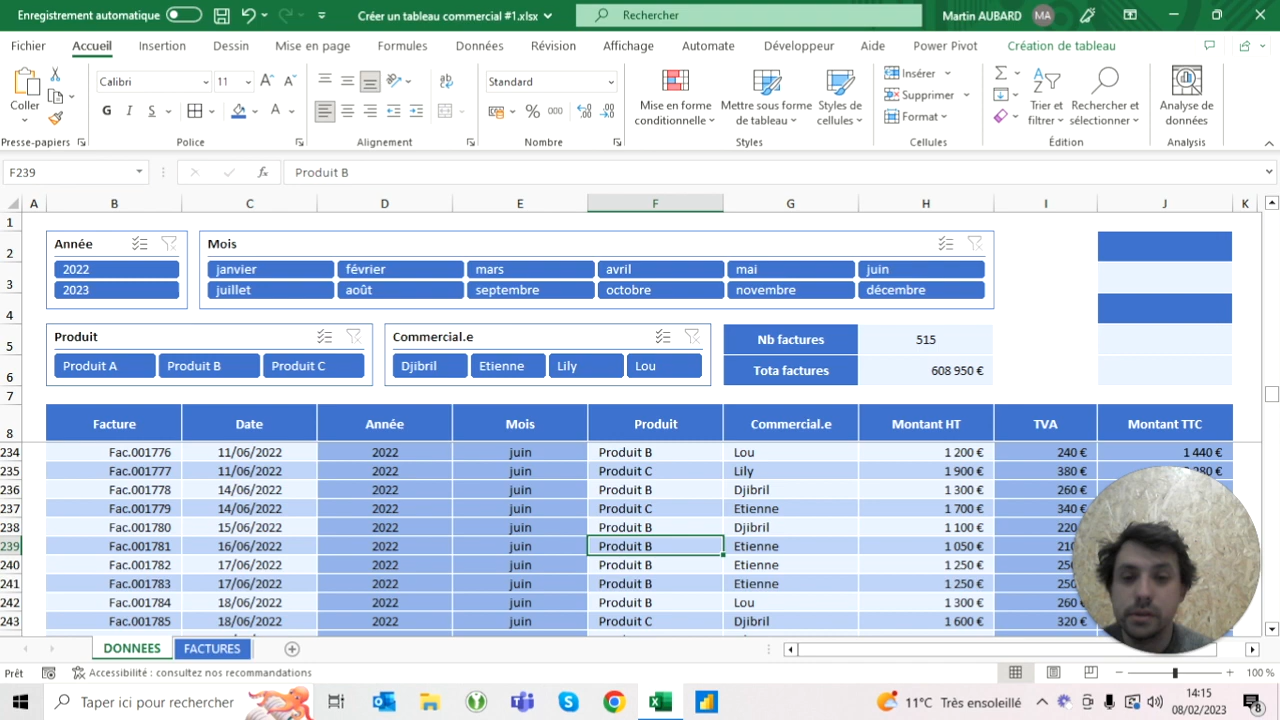 Enregistrement automatique
Créer un tableau commercial #1.xlsx
Rechercher
Martin AUBARD
MA
Fichier Accueil Insertion Dessin Mise en page Formules Données Révision Affichage Automate Développeur Aide Power Pivot Création de tableau
Coller
Calibri 11
G I S
Standard
% 000
Mise en forme conditionnelle
Mettre sous forme de tableau
Styles de cellules
Insérer
Supprimer
Format
Trier et filtrer
Rechercher et sélectionner
Analyse de données
Presse-papiers Police Alignement Nombre Styles Cellules Édition Analysis
F239 fx Produit B
A B C D E F G H I J K
1
2
3
4
5
6
7
8
Année
2022
2023
Mois
janvier février mars avril mai juin
juillet août septembre octobre novembre décembre
Produit
Produit A Produit B Produit C
Commercial.e
Djibril Etienne Lily Lou
Nb factures 515
Tota factures 608 950 €
Facture Date Année Mois Produit Commercial.e Montant HT TVA Montant TTC
234 Fac.001776 11/06/2022 2022 juin Produit B Lou 1 200 € 240 € 1 440 €
235 Fac.001777 11/06/2022 2022 juin Produit C Lily 1 900 € 380 €
236 Fac.001778 14/06/2022 2022 juin Produit B Djibril 1 300 € 260 €
237 Fac.001779 14/06/2022 2022 juin Produit C Etienne 1 700 € 340 €
238 Fac.001780 15/06/2022 2022 juin Produit B Djibril 1 100 € 220
239 Fac.001781 16/06/2022 2022 juin Produit B Etienne 1 050 €
240 Fac.001782 17/06/2022 2022 juin Produit B Etienne 1 250 €
241 Fac.001783 17/06/2022 2022 juin Produit B Etienne 1 250 €
242 Fac.001784 18/06/2022 2022 juin Produit B Lou 1 300 € 260
243 Fac.001785 18/06/2022 2022 juin Produit C Djibril 1 600 € 320 €
DONNEES FACTURES
Prêt
Accessibilité : consultez nos recommandations
100 %
Taper ici pour rechercher
11°C Très ensoleillé
14:15
08/02/2023
8